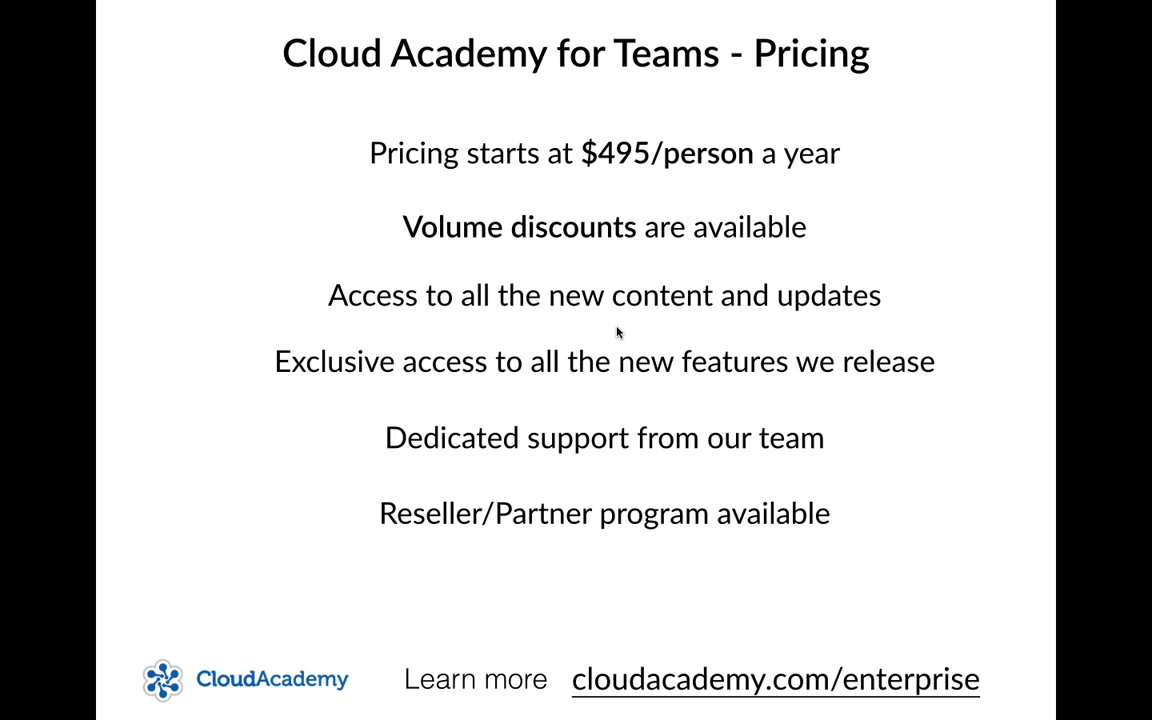 Cloud Academy for Teams - Pricing
Pricing starts at $495/person a year
Volume discounts are available
Access to all the new content and updates
Exclusive access to all the new features we release
Dedicated support from our team
Reseller/Partner program available
CloudAcademy Learn more cloudacademy.com/enterprise